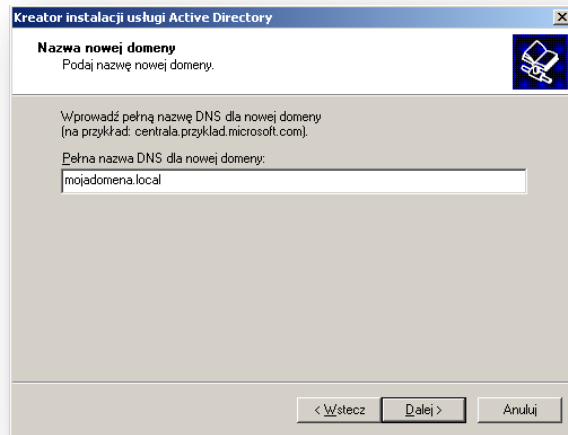 Kreator instalacji usługi Active Directory
Nazwa nowej domeny
Podaj nazwę nowej domeny.
Wprowadź pełną nazwę DNS dla nowej domeny
(na przykład: centrala.przyklad.microsoft.com).
Pełna nazwa DNS dla nowej domeny:
mojadomena.local
< Wstecz
Dalej >
Anuluj